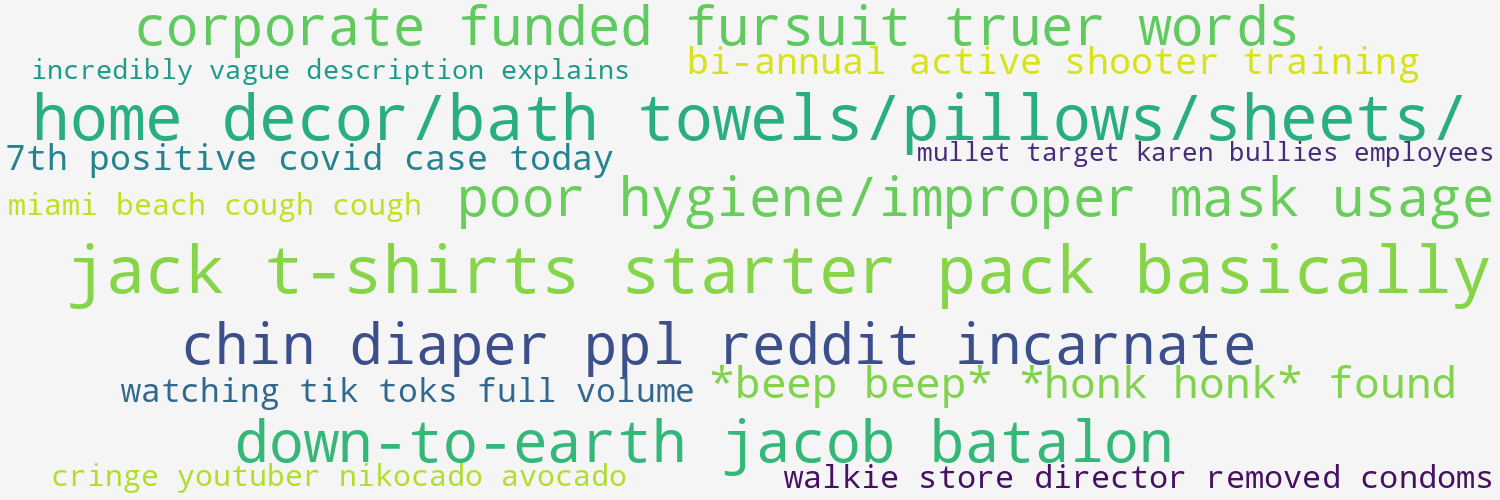 corporate funded fursuit truer words
incredibly vague description explains
bi-annual active shooter training
home decor/bath towels/pillows/sheets/
7th positive covid case today
mullet target karen bullies employees
miami beach cough cough
poor hygiene/improper mask usage
jack t-shirts starter pack basically
chin diaper ppl reddit incarnate
watching tik toks full volume
*beep beep* *honk honk* found
down-to-earth jacob batalon
cringe youtuber nikocado avocado
walkie store director removed condoms